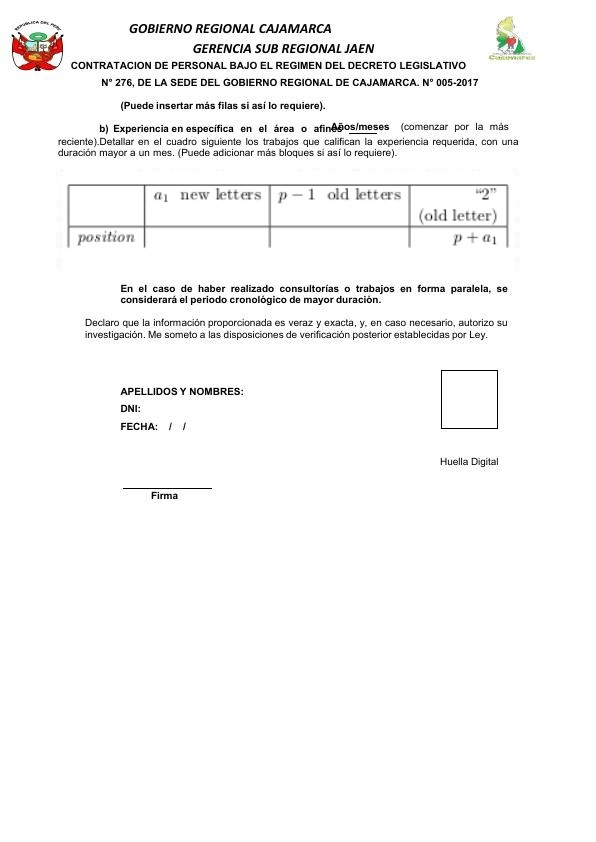 REPUBLICA DEL PERU
GOBIERNO REGIONAL CAJAMARCA
GERENCIA SUB REGIONAL JAEN
CONTRATACION DE PERSONAL BAJO EL REGIMEN DEL DECRETO LEGISLATIVO
N° 276, DE LA SEDE DEL GOBIERNO REGIONAL DE CAJAMARCA. N° 005-2017
Cajamarca
(Puede insertar más filas si así lo requiere).
b) Experiencia en específica en el área o afines Años/meses (comenzar por la más
reciente).Detallar en el cuadro siguiente los trabajos que califican la experiencia requerida, con una
duración mayor a un mes. (Puede adicionar más bloques si así lo requiere).
a₁ new letters p − 1 old letters "2"
(old letter)
position p + a₁
En el caso de haber realizado consultorías o trabajos en forma paralela, se
considerará el periodo cronológico de mayor duración.
Declaro que la información proporcionada es veraz y exacta, y, en caso necesario, autorizo su
investigación. Me someto a las disposiciones de verificación posterior establecidas por Ley.
APELLIDOS Y NOMBRES:
DNI:
FECHA: / /
Huella Digital
Firma